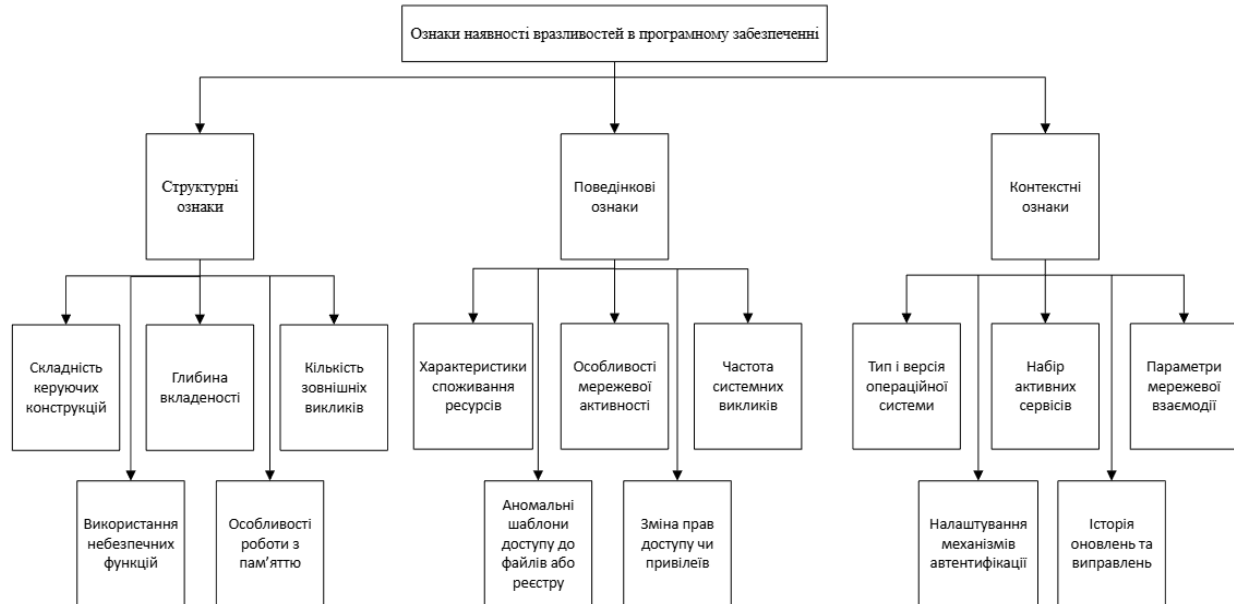 Ознаки наявності вразливостей в програмному забезпеченні
Структурні
ознаки
Поведінкові
ознаки
Контекстні
ознаки
Складність
керуючих
конструкцій
Глибина
вкладеності
Кількість
зовнішніх
викликів
Характеристики
споживання
ресурсів
Особливості
мережевої
активності
Частота
системних
викликів
Тип і версія
операційної
системи
Набір
активних
сервісів
Параметри
мережевої
взаємодії
Використання
небезпечних
функцій
Особливості
роботи з
пам’яттю
Аномальні
шаблони
доступу до
файлів або
реєстру
Зміна прав
доступу чи
привілеїв
Налаштування
механізмів
автентифікації
Історія
оновлень та
виправлень